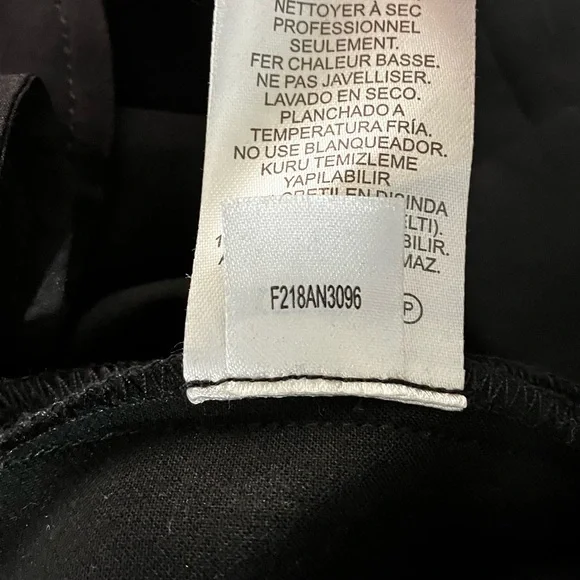 NETTOYER À SEC
PROFESSIONNEL
SEULEMENT.
FER CHALEUR BASSE.
NE PAS JAVELLISER.
LAVADO EN SECO.
PLANCHADO A
TEMPERATURA FRÍA.
NO USE BLANQUEADOR.
KURU TEMIZLEME
YAPILABILIR
F218AN3096
P